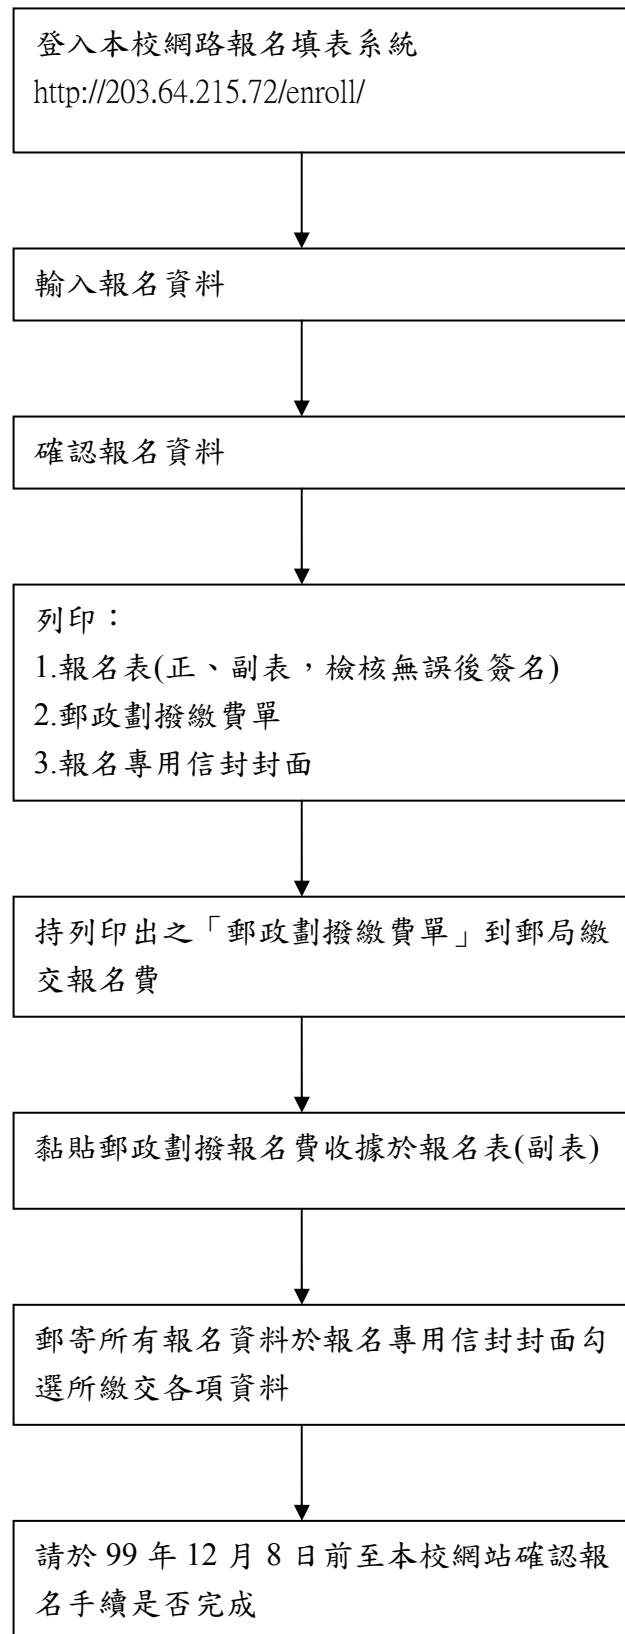 登入本校網路報名填表系統
http://203.64.215.72/enroll/
輸入報名資料
確認報名資料
列印：
1.報名表(正、副表，檢核無誤後簽名)
2.郵政劃撥繳費單
3.報名專用信封封面
持列印出之「郵政劃撥繳費單」到郵局繳
交報名費
黏貼郵政劃撥報名費收據於報名表(副表)
郵寄所有報名資料於報名專用信封封面勾
選所繳交各項資料
請於 99 年 12 月 8 日前至本校網站確認報
名手續是否完成